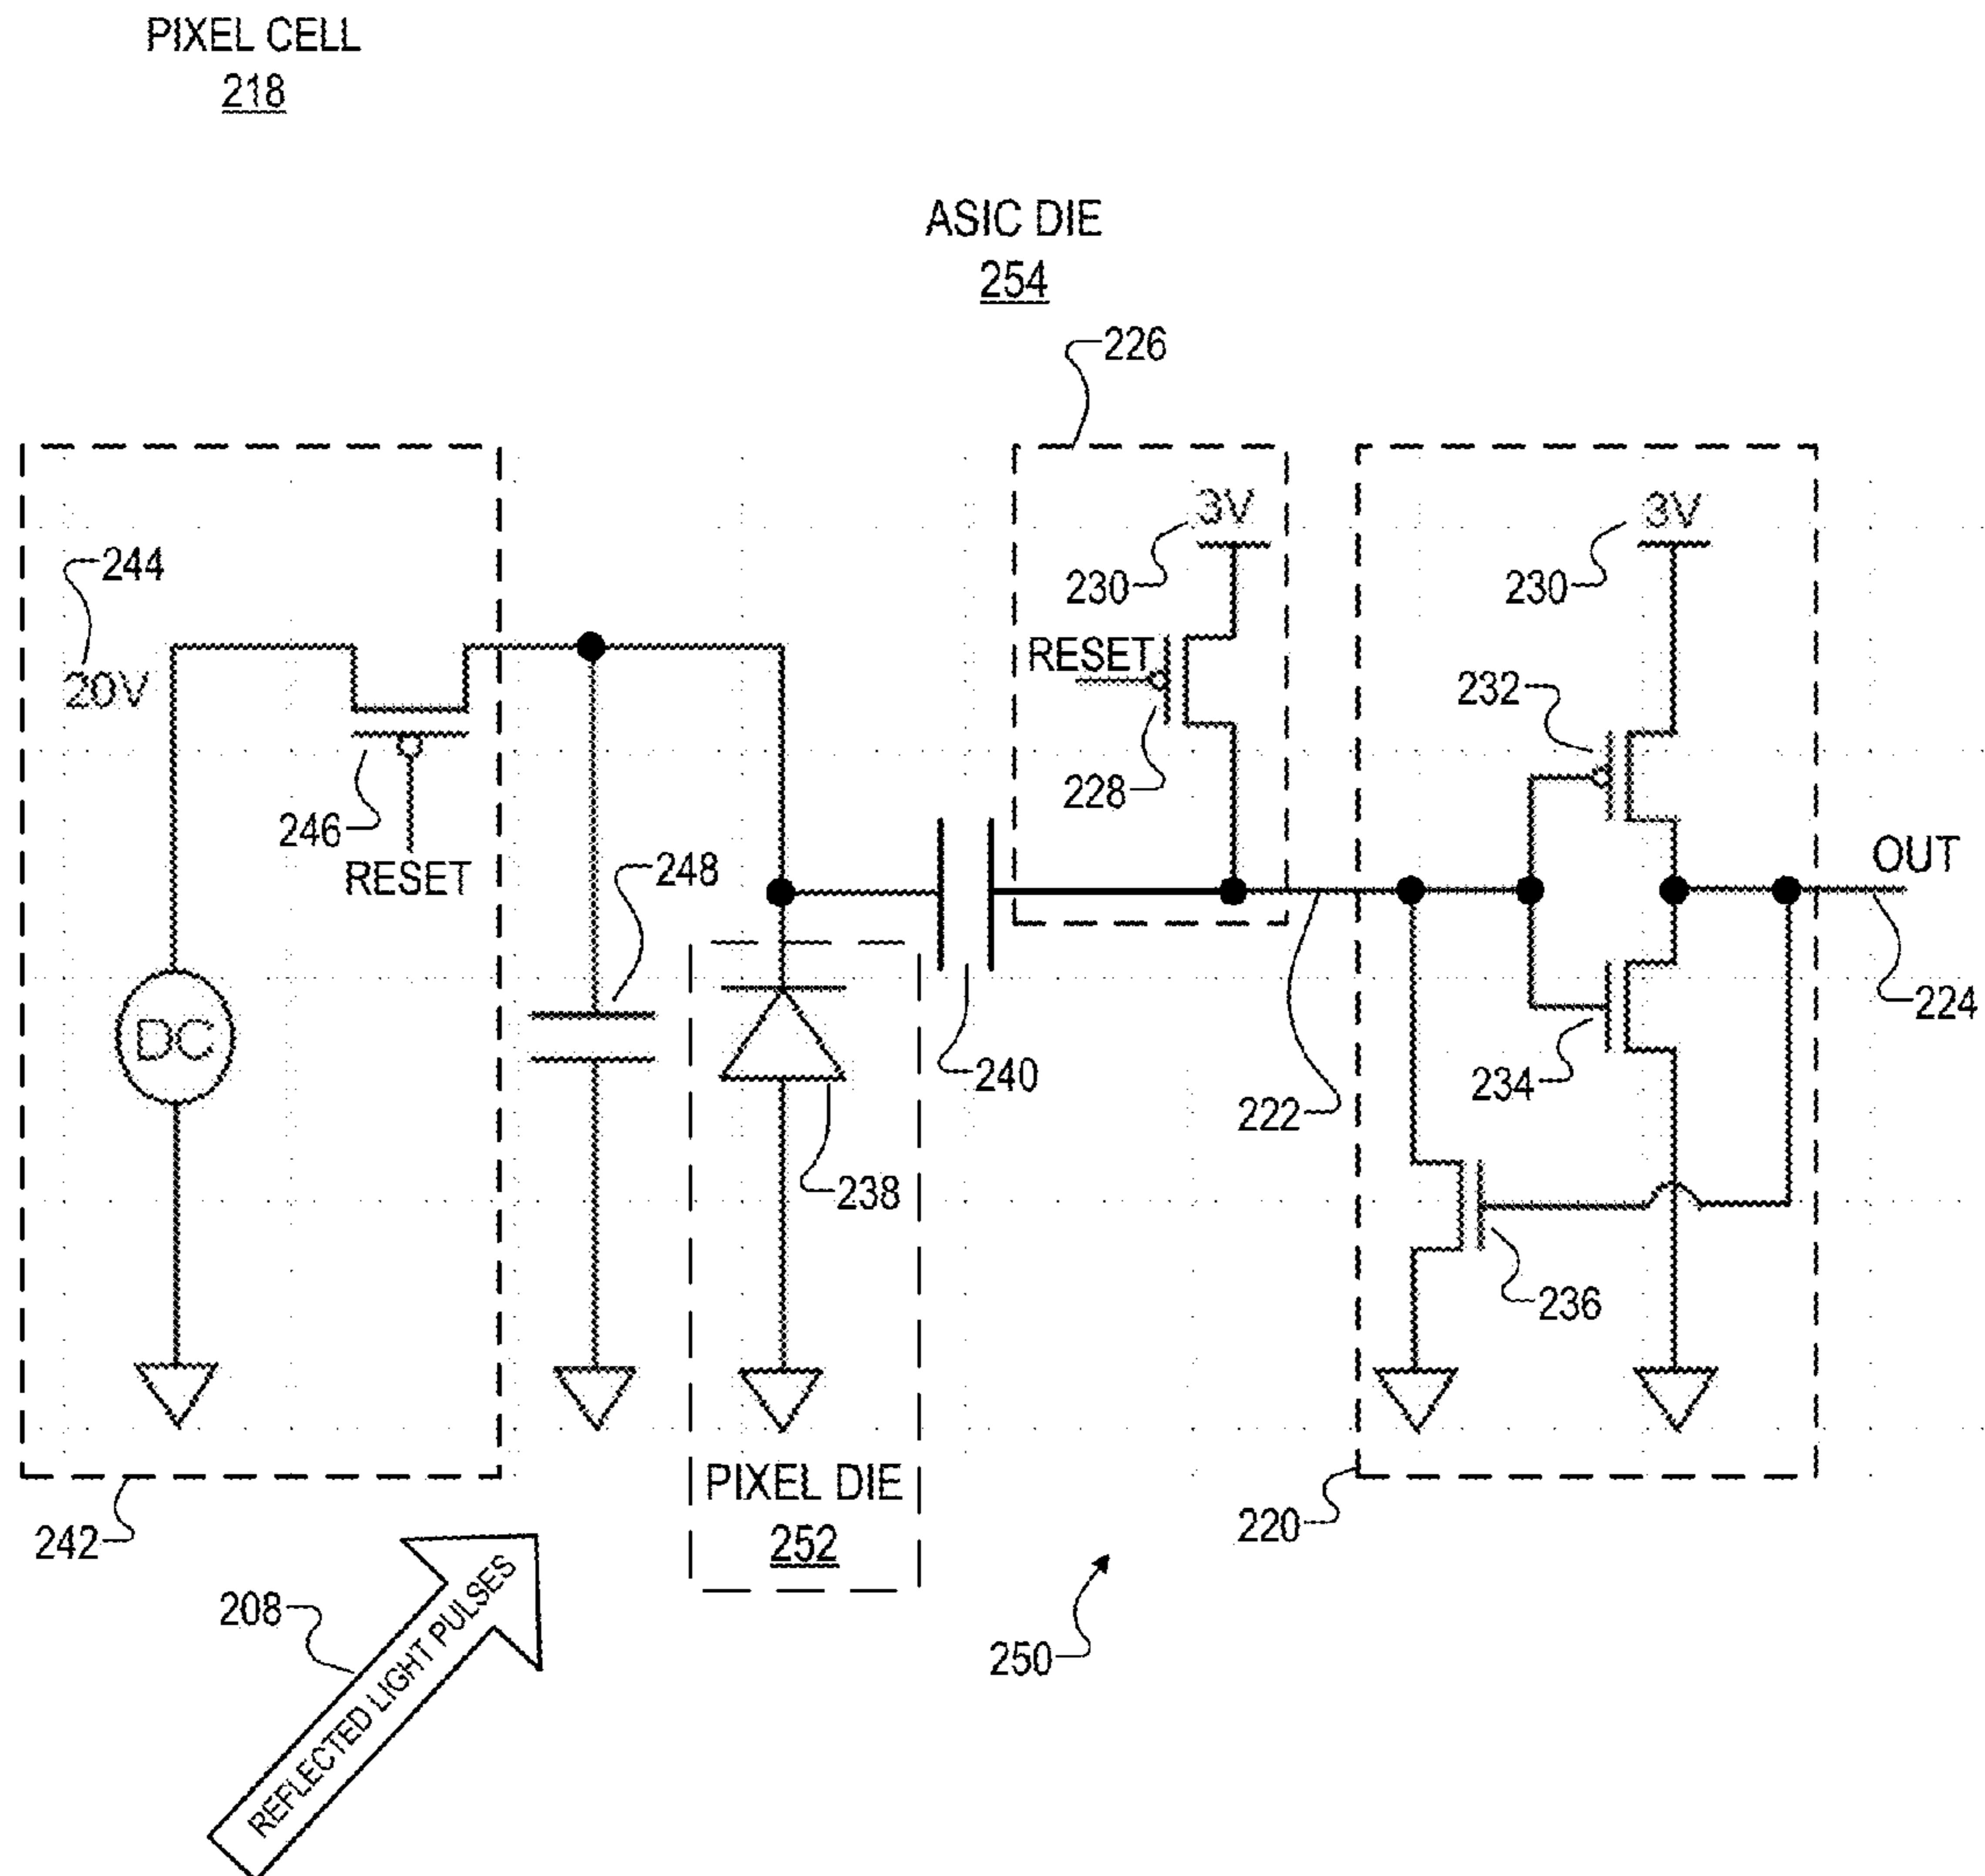 PIXEL CELL
218
ASIC DIE
254
226
244
20V
3V
230
3V
230
RESET
228
232
246
RESET
248
OUT
DC
240
222
234
224
238
236
PIXEL DIE
252
242
220
208
REFLECTED LIGHT PULSES
250